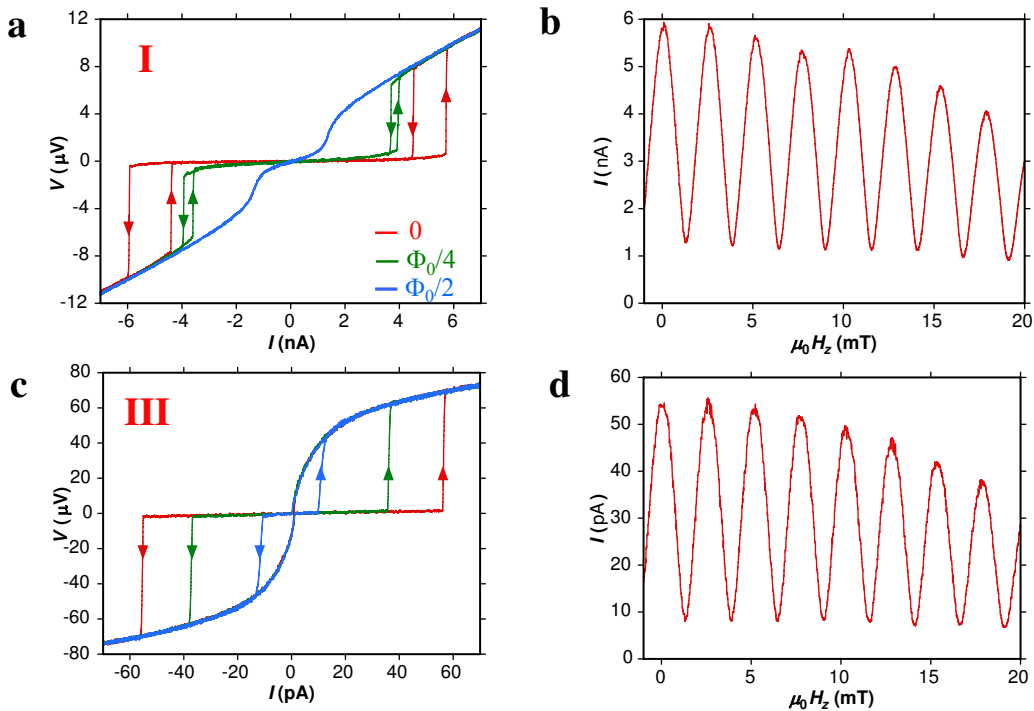 a
I
12
8
4
0
-4
-8
-12
V (μV)
-6 -4 -2 0 2 4 6
I (nA)
0
Φ₀/4
Φ₀/2
b
6
5
4
3
2
1
0
I (nA)
0 5 10 15 20
μ₀Hz (mT)
c
III
80
60
40
20
0
-20
-40
-60
-80
V (μV)
-60 -40 -20 0 20 40 60
I (pA)
d
60
50
40
30
20
10
0
I (pA)
0 5 10 15 20
μ₀Hz (mT)